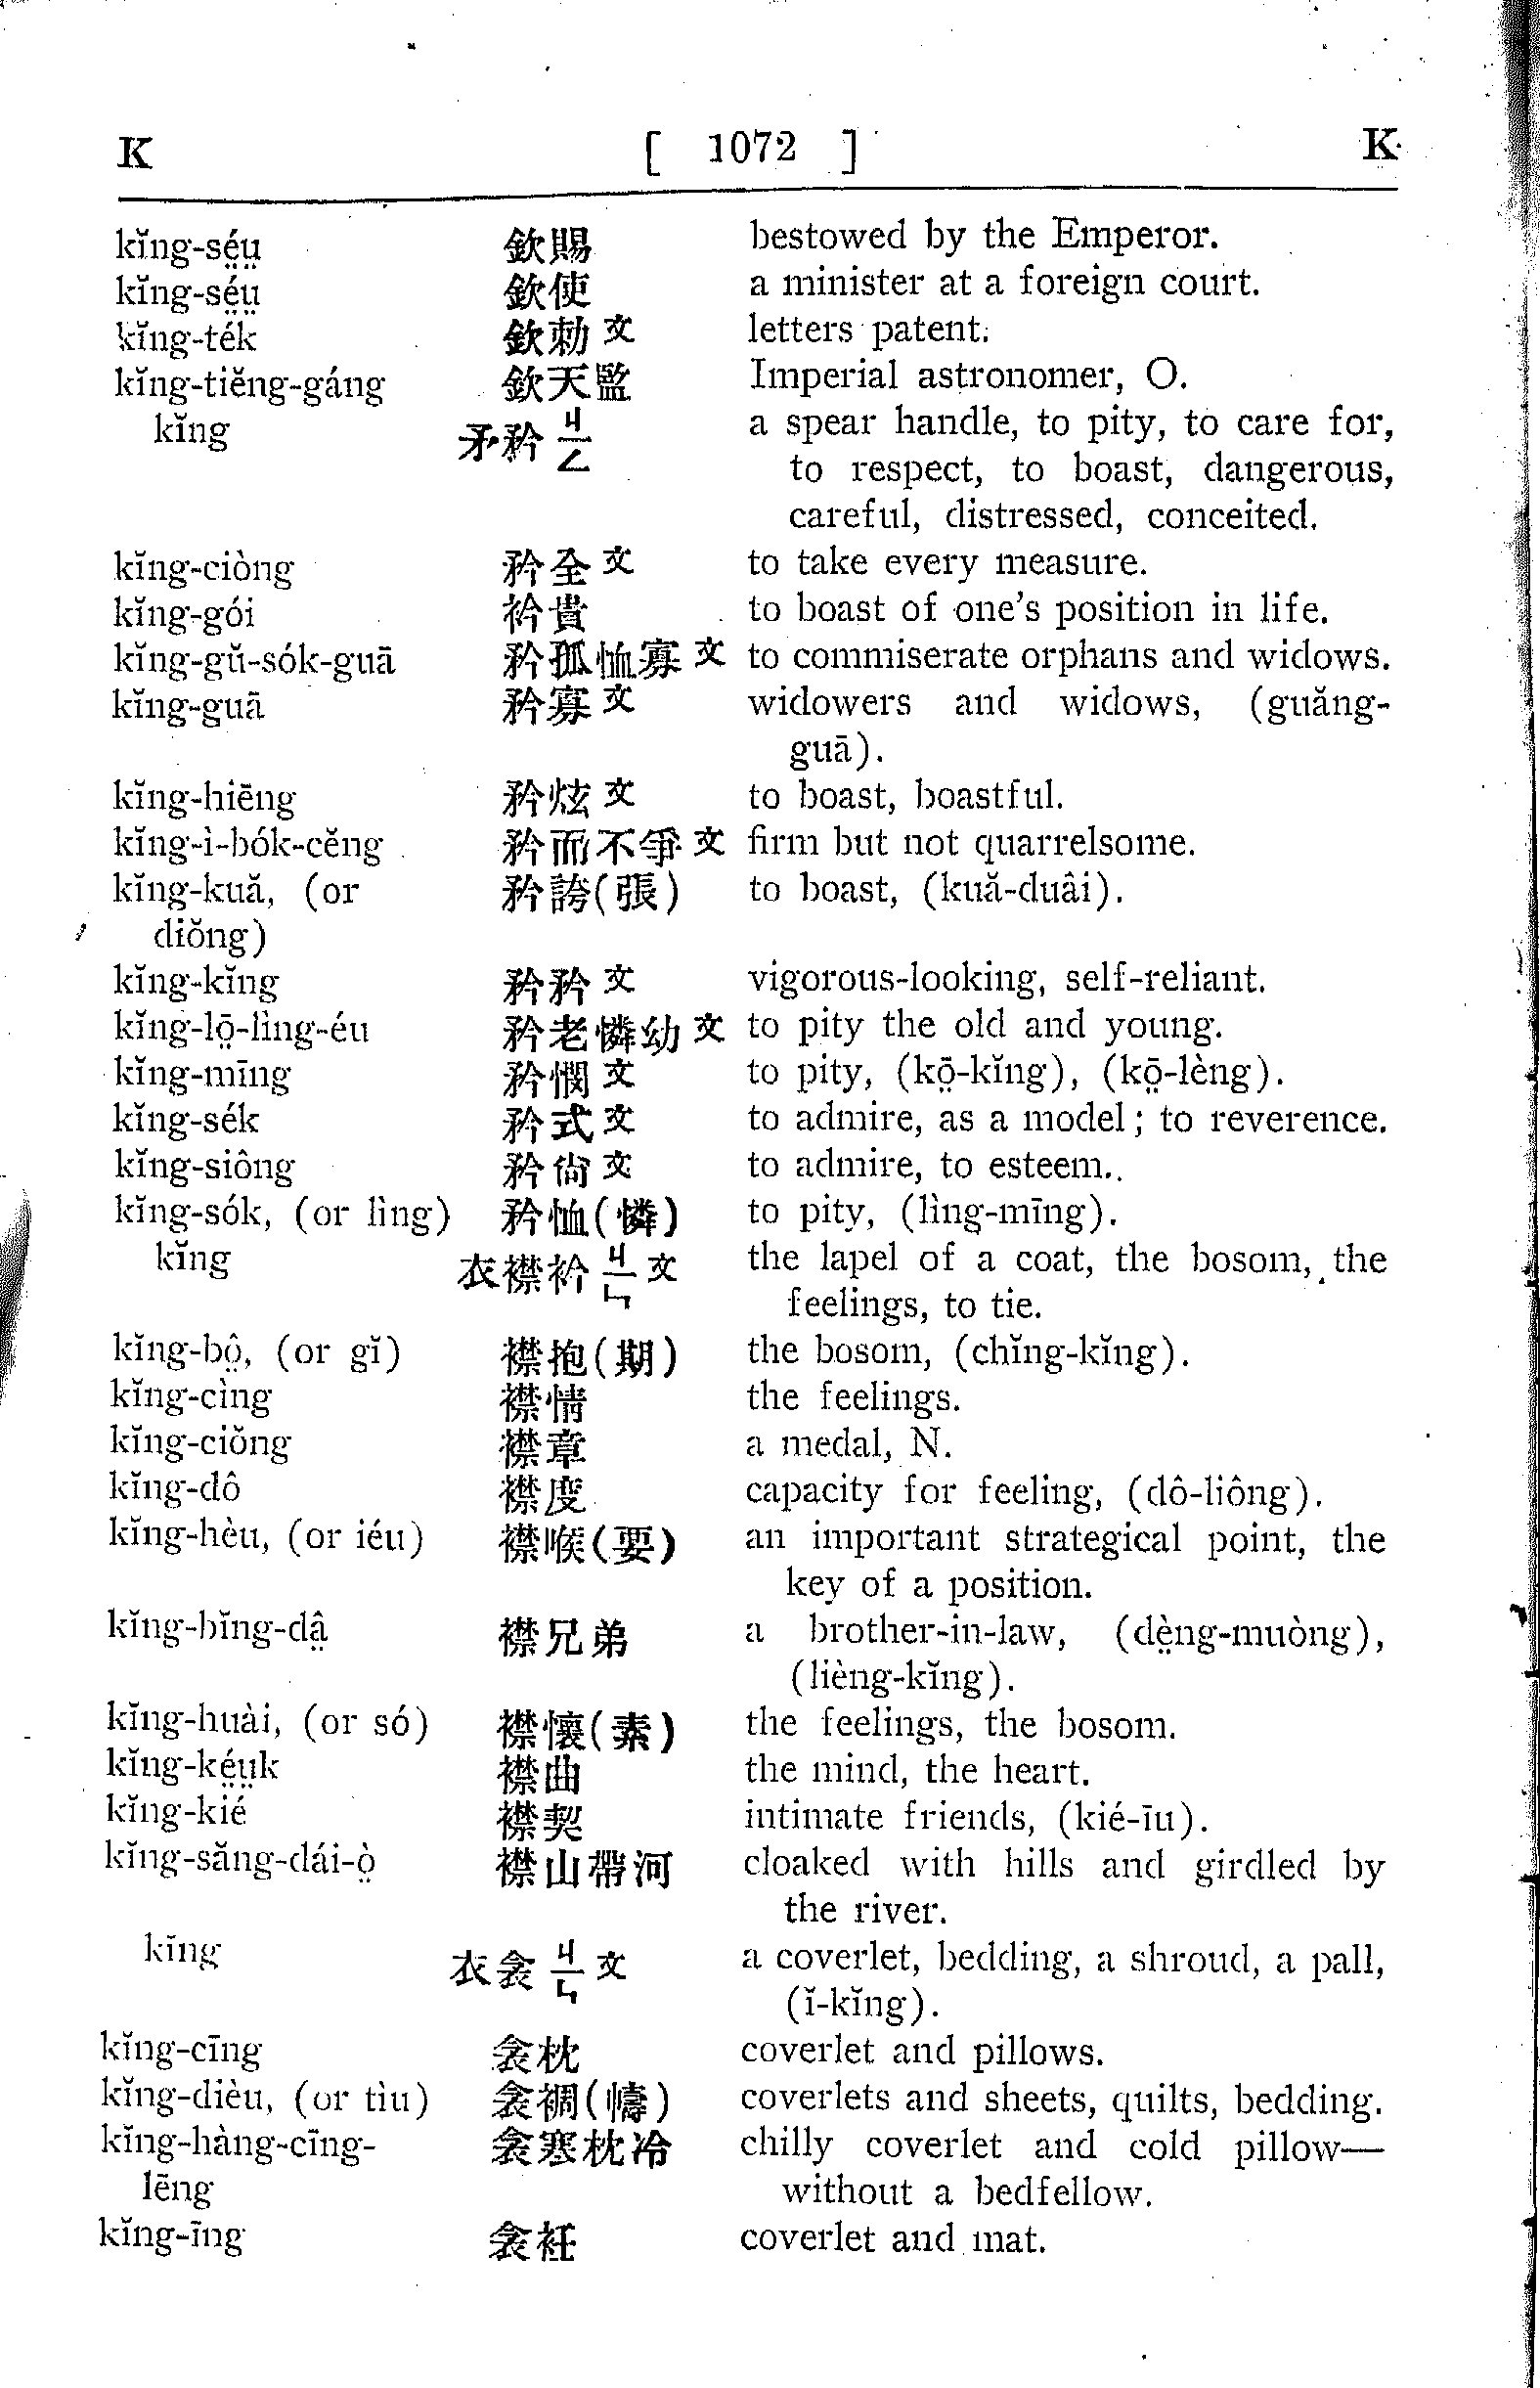 K [ 1072 ] K
kĭng-sé̤ṳ 欽賜 bestowed by the Emperor.
kĭng-sé̤ṳ 欽使 a minister at a foreign court.
kĭng-ték 欽勅文 letters patent.
kĭng-tiĕng-gáng 欽天監 Imperial astronomer, O.
kĭng 矛矜 ㄐㄧㄥ a spear handle, to pity, to care for,
to respect, to boast, dangerous,
careful, distressed, conceited.
kĭng-ciòng 矜全文 to take every measure.
kĭng-gói 衿貴 to boast of one's position in life.
kĭng-gŭ-sók-guā 矜孤恤寡文 to commiserate orphans and widows.
kĭng-guā 矜寡文 widowers and widows, (guăng-
guā).
kĭng-hiēng 矜炫文 to boast, boastful.
kĭng-ì-bók-cĕng 矜而不爭文 firm but not quarrelsome.
kĭng-kuă, (or 矜誇(張) to boast, (kuă-duâi).
diŏng)
kĭng-kĭng 矜矜文 vigorous-looking, self-reliant.
kĭng-lō̤-lìng-éu 矜老憐幼文 to pity the old and young.
kĭng-mīng 矜憫文 to pity, (kō̤-kĭng), (kō̤-lèng).
kĭng-sék 矜式文 to admire, as a model; to reverence.
kĭng-siông 矜尙文 to admire, to esteem.
kĭng-sók, (or lìng) 矜恤(憐) to pity, (lìng-mīng).
kĭng 衣襟衿 ㄐㄧㄣ文 the lapel of a coat, the bosom, the
feelings, to tie.
kĭng-bô̤, (or gĭ) 襟抱(期) the bosom, (chĭng-kĭng).
kĭng-cìng 襟情 the feelings.
kĭng-ciŏng 襟章 a medal, N.
kĭng-dô 襟度 capacity for feeling, (dô-liông).
kĭng-hèu, (or iéu) 襟喉(要) an important strategical point, the
key of a position.
kĭng-hĭng-dâ̤ 襟兄弟 a brother-in-law, (dè̤ng-muòng),
(lièng-kĭng).
kĭng-huài, (or só) 襟懷(素) the feelings, the bosom.
kĭng-ké̤ṳk 襟曲 the mind, the heart.
kĭng-kié 襟契 intimate friends, (kié-īu).
kĭng-săng-dái-ò̤ 襟山帶河 cloaked with hills and girdled by
the river.
kĭng 衣衾 ㄐㄧㄣ文 a coverlet, bedding, a shroud, a pall,
(ĭ-kĭng).
kĭng-cīng 衾枕 coverlet and pillows.
kĭng-dièu, (or tìu) 衾裯(幬) coverlets and sheets, quilts, bedding.
kĭng-hàng-cīng- 衾寒枕冷 chilly coverlet and cold pillow—
lēng without a bedfellow.
kĭng-īng 衾衽 coverlet and mat.